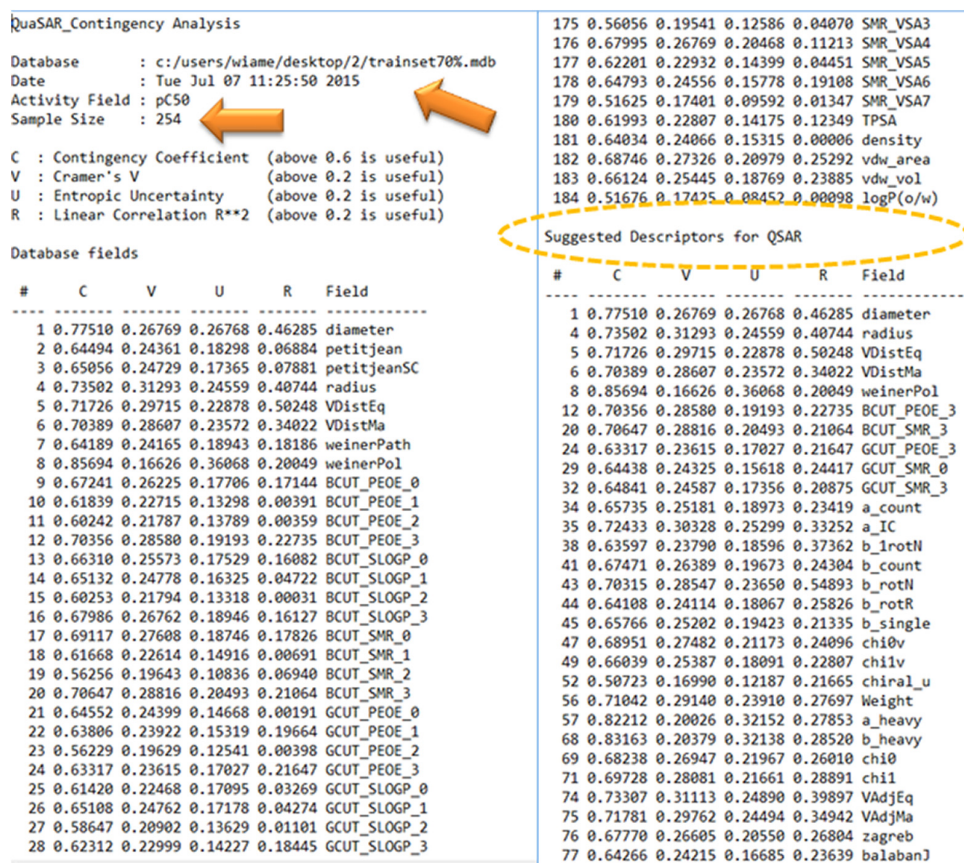 QuaSAR_Contingency Analysis
Database : c:/users/wiame/desktop/2/trainset70%.mdb
Date : Tue Jul 07 11:25:50 2015
Activity Field : pC50
Sample Size : 254
C : Contingency Coefficient (above 0.6 is useful)
V : Cramer's V (above 0.2 is useful)
U : Entropic Uncertainty (above 0.2 is useful)
R : Linear Correlation R**2 (above 0.2 is useful)
Database fields
# C V U R Field
---- ------- ------- ------- ------- ------------
1 0.77510 0.26769 0.26768 0.46285 diameter
2 0.64494 0.24361 0.18298 0.06884 petitjean
3 0.65056 0.24729 0.17365 0.07881 petitjeanSC
4 0.73502 0.31293 0.24559 0.40744 radius
5 0.71726 0.29715 0.22878 0.50248 VDistEq
6 0.70389 0.28607 0.23572 0.34022 VDistMa
7 0.64189 0.24165 0.18943 0.18186 weinerPath
8 0.85694 0.16626 0.36068 0.20049 weinerPol
9 0.67241 0.26225 0.17706 0.17144 BCUT_PEOE_0
10 0.61839 0.22715 0.13298 0.00391 BCUT_PEOE_1
11 0.60242 0.21787 0.13789 0.00359 BCUT_PEOE_2
12 0.70356 0.28580 0.19193 0.22735 BCUT_PEOE_3
13 0.66310 0.25573 0.17529 0.16082 BCUT_SLOGP_0
14 0.65132 0.24778 0.16325 0.04722 BCUT_SLOGP_1
15 0.60253 0.21794 0.13318 0.00031 BCUT_SLOGP_2
16 0.67986 0.26762 0.18946 0.16127 BCUT_SLOGP_3
17 0.69117 0.27608 0.18746 0.17826 BCUT_SMR_0
18 0.61668 0.22614 0.14916 0.00691 BCUT_SMR_1
19 0.56256 0.19643 0.10836 0.06940 BCUT_SMR_2
20 0.70647 0.28816 0.20493 0.21064 BCUT_SMR_3
21 0.64552 0.24399 0.14668 0.00191 GCUT_PEOE_0
22 0.63806 0.23922 0.15319 0.19664 GCUT_PEOE_1
23 0.56229 0.19629 0.12541 0.00398 GCUT_PEOE_2
24 0.63317 0.23615 0.17027 0.21647 GCUT_PEOE_3
25 0.61420 0.22468 0.17095 0.03269 GCUT_SLOGP_0
26 0.65108 0.24762 0.17178 0.04274 GCUT_SLOGP_1
27 0.58647 0.20902 0.13629 0.01101 GCUT_SLOGP_2
28 0.62312 0.22999 0.14227 0.18445 GCUT_SLOGP_3
175 0.56056 0.19541 0.12586 0.04070 SMR_VSA3
176 0.67995 0.26769 0.20468 0.11213 SMR_VSA4
177 0.62201 0.22932 0.14399 0.04451 SMR_VSA5
178 0.64793 0.24556 0.15778 0.19108 SMR_VSA6
179 0.51625 0.17401 0.09592 0.01347 SMR_VSA7
180 0.61993 0.22807 0.14175 0.12349 TPSA
181 0.64034 0.24066 0.15315 0.00006 density
182 0.68746 0.27326 0.20979 0.25292 vdw_area
183 0.66124 0.25445 0.18769 0.23885 vdw_vol
184 0.51676 0.17425 0.08452 0.00098 logP(o/w)
Suggested Descriptors for QSAR
# C V U R Field
---- ------- ------- ------- ------- ------------
1 0.77510 0.26769 0.26768 0.46285 diameter
4 0.73502 0.31293 0.24559 0.40744 radius
5 0.71726 0.29715 0.22878 0.50248 VDistEq
6 0.70389 0.28607 0.23572 0.34022 VDistMa
8 0.85694 0.16626 0.36068 0.20049 weinerPol
12 0.70356 0.28580 0.19193 0.22735 BCUT_PEOE_3
20 0.70647 0.28816 0.20493 0.21064 BCUT_SMR_3
24 0.63317 0.23615 0.17027 0.21647 GCUT_PEOE_3
29 0.64438 0.24325 0.15618 0.24417 GCUT_SMR_0
32 0.64841 0.24587 0.17356 0.20875 GCUT_SMR_3
34 0.65735 0.25181 0.18973 0.23419 a_count
35 0.72433 0.30328 0.25299 0.33252 a_IC
38 0.63597 0.23790 0.18596 0.37362 b_1rotN
41 0.67471 0.26389 0.19673 0.24304 b_count
43 0.70315 0.28547 0.23650 0.54893 b_rotN
44 0.64108 0.24114 0.18067 0.25826 b_rotR
45 0.65766 0.25202 0.19423 0.21335 b_single
47 0.68951 0.27482 0.21173 0.24096 chi0v
49 0.66039 0.25387 0.18091 0.22807 chi1v
52 0.50723 0.16990 0.12187 0.21665 chiral_u
56 0.71042 0.29140 0.23910 0.27697 Weight
57 0.82212 0.20026 0.32152 0.27853 a_heavy
68 0.83163 0.20379 0.32138 0.28520 b_heavy
69 0.68238 0.26947 0.21967 0.26010 chi0
71 0.69728 0.28081 0.21661 0.28891 chi1
74 0.73307 0.31113 0.24890 0.39897 VAdjEq
75 0.71781 0.29762 0.24494 0.34942 VAdjMa
76 0.67770 0.26605 0.20550 0.26804 zagreb
77 0.64266 0.24215 0.16685 0.23639 balabanJ